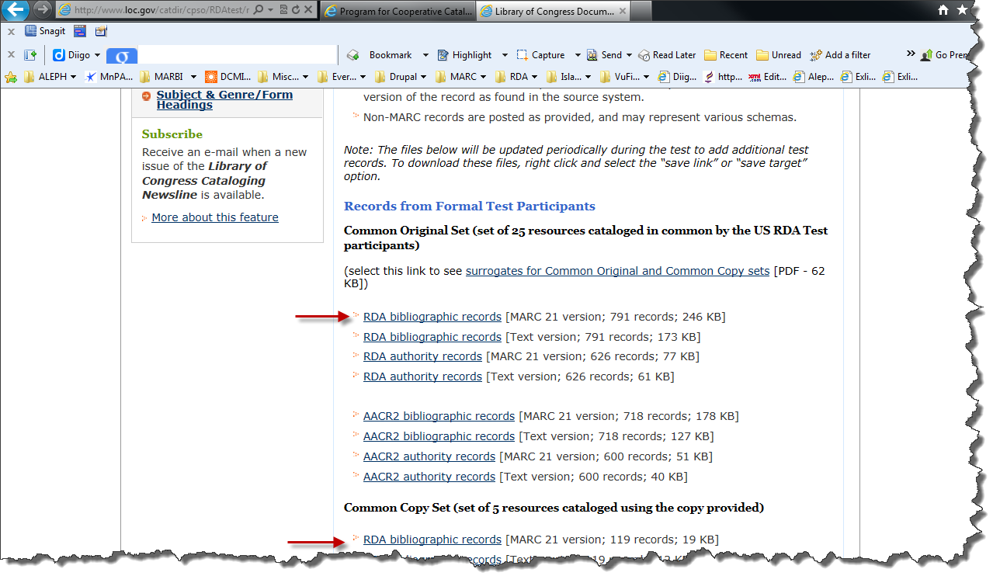 http://www.loc.gov/catdir/cpso/RDAtest/r
Program for Cooperative Catal...
Library of Congress Docum...
Snagit
Diigo
Bookmark
Highlight
Capture
Send
Read Later
Recent
Unread
Add a filter
Go Prem
ALEPH
MnPA...
MARBI
DCMI...
Misc...
Ever...
Drupal
MARC
RDA
Isla...
VuFi...
Diig...
http...
Edit...
Alep...
Exli...
Exli...
Subject & Genre/Form
Headings
Subscribe
Receive an e-mail when a new
issue of the Library of
Congress Cataloging
Newsline is available.
More about this feature
version of the record as found in the source system.
Non-MARC records are posted as provided, and may represent various schemas.
Note: The files below will be updated periodically during the test to add additional test
records. To download these files, right click and select the “save link” or “save target”
option.
Records from Formal Test Participants
Common Original Set (set of 25 resources cataloged in common by the US RDA Test
participants)
(select this link to see surrogates for Common Original and Common Copy sets [PDF - 62
KB])
RDA bibliographic records [MARC 21 version; 791 records; 246 KB]
RDA bibliographic records [Text version; 791 records; 173 KB]
RDA authority records [MARC 21 version; 626 records; 77 KB]
RDA authority records [Text version; 626 records; 61 KB]
AACR2 bibliographic records [MARC 21 version; 718 records; 178 KB]
AACR2 bibliographic records [Text version; 718 records; 127 KB]
AACR2 authority records [MARC 21 version; 600 records; 51 KB]
AACR2 authority records [Text version; 600 records; 40 KB]
Common Copy Set (set of 5 resources cataloged using the copy provided)
RDA bibliographic records [MARC 21 version; 119 records; 19 KB]